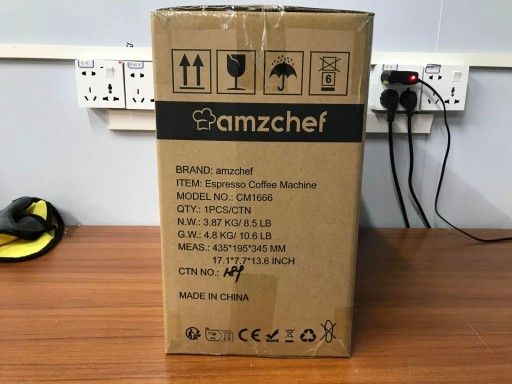 6
amzchef
BRAND: amzchef
ITEM: Espresso Coffee Machine
MODEL NO.: CM1666
QTY.: 1PCS/CTN
N.W.: 3.87 KG/ 8.5 LB
G.W.: 4.8 KG/ 10.6 LB
MEAS.: 435*195*345 MM
17.1*7.7*13.6 INCH
CTN NO.:
MADE IN CHINA
CE